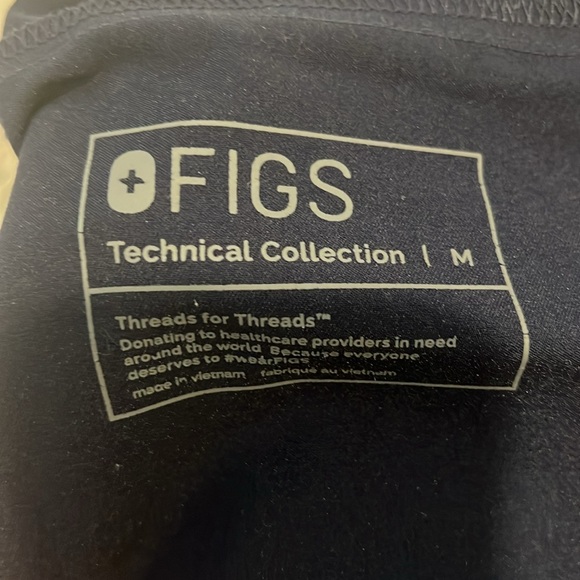 FIGS
Technical Collection | M
Threads for Threads™
Donating to healthcare providers in need
around the world Because everyone
deserves to #wearFIGS
made in vietnam fabriqué au vietnam